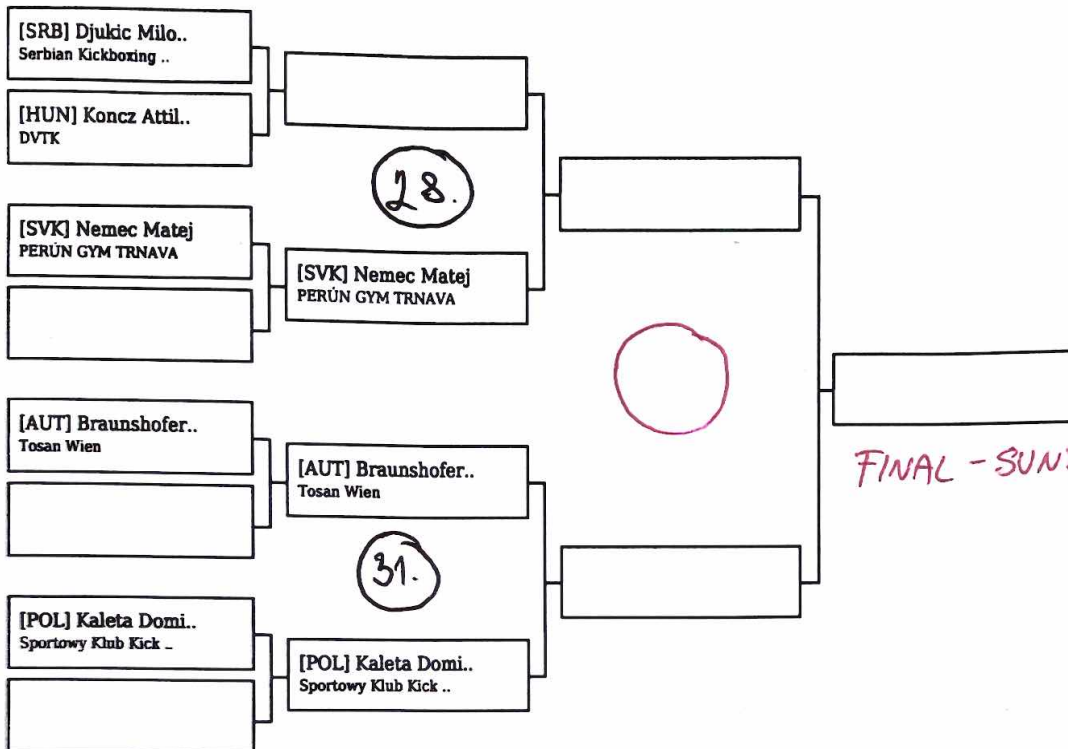 [SRB] Djukic Milo..
Serbian Kickboxing ..
[HUN] Koncz Attil..
DVTK
28.
[SVK] Nemec Matej
PERÚN GYM TRNAVA
[SVK] Nemec Matej
PERÚN GYM TRNAVA
[AUT] Braunshofer..
Tosan Wien
[AUT] Braunshofer..
Tosan Wien
FINAL - SUN
31.
[POL] Kaleta Domi..
Sportowy Klub Kick ..
[POL] Kaleta Domi..
Sportowy Klub Kick ..